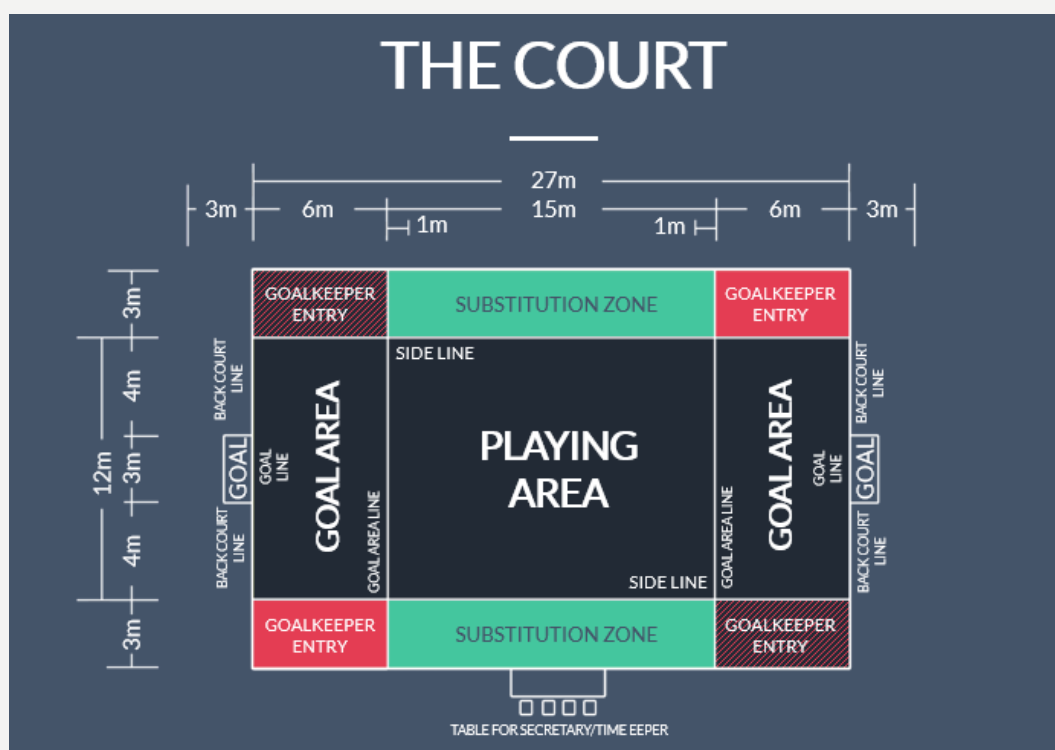 THE COURT
27m
3m
6m
15m
6m
3m
1m
1m
3m
GOALKEEPER
ENTRY
SUBSTITUTION ZONE
GOALKEEPER
ENTRY
12m
4m
3m
4m
BACK COURT
LINE
GOAL
BACK COURT
LINE
GOAL
LINE
GOAL AREA
GOAL AREA LINE
SIDE LINE
PLAYING
AREA
SIDE LINE
GOAL AREA LINE
GOAL AREA
GOAL
LINE
BACK COURT
LINE
GOAL
BACK COURT
LINE
3m
GOALKEEPER
ENTRY
SUBSTITUTION ZONE
GOALKEEPER
ENTRY
TABLE FOR SECRETARY/TIME EEPER